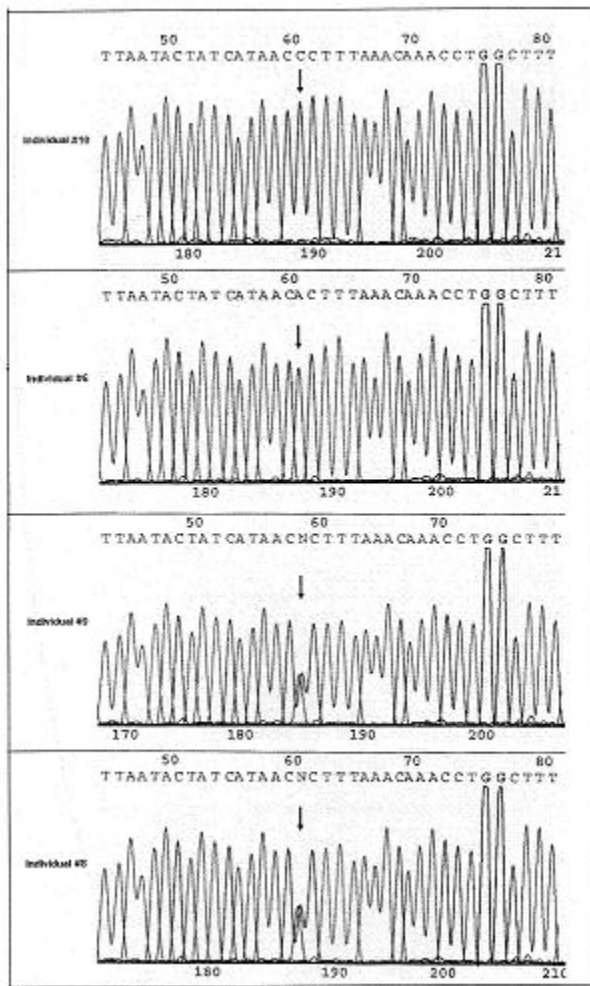 50 60 70 80
TTAATACTATCATAACCCTTTAAACAAACCTGGCTTT
Individual #10
180 190 200 21
50 60 70 80
TTAATACTATCATAACACTTTAAACAAACCTGGCTTT
Individual #6
180 190 200 21
50 60 70
TTAATACTATCATAACNCTTTAAACAAACCTGGCTTT
Individual #9
170 180 190 200
50 60 70 80
TTAATACTATCATAACNCTTTAAACAAACCTGGCTTT
Individual #8
180 190 200 210